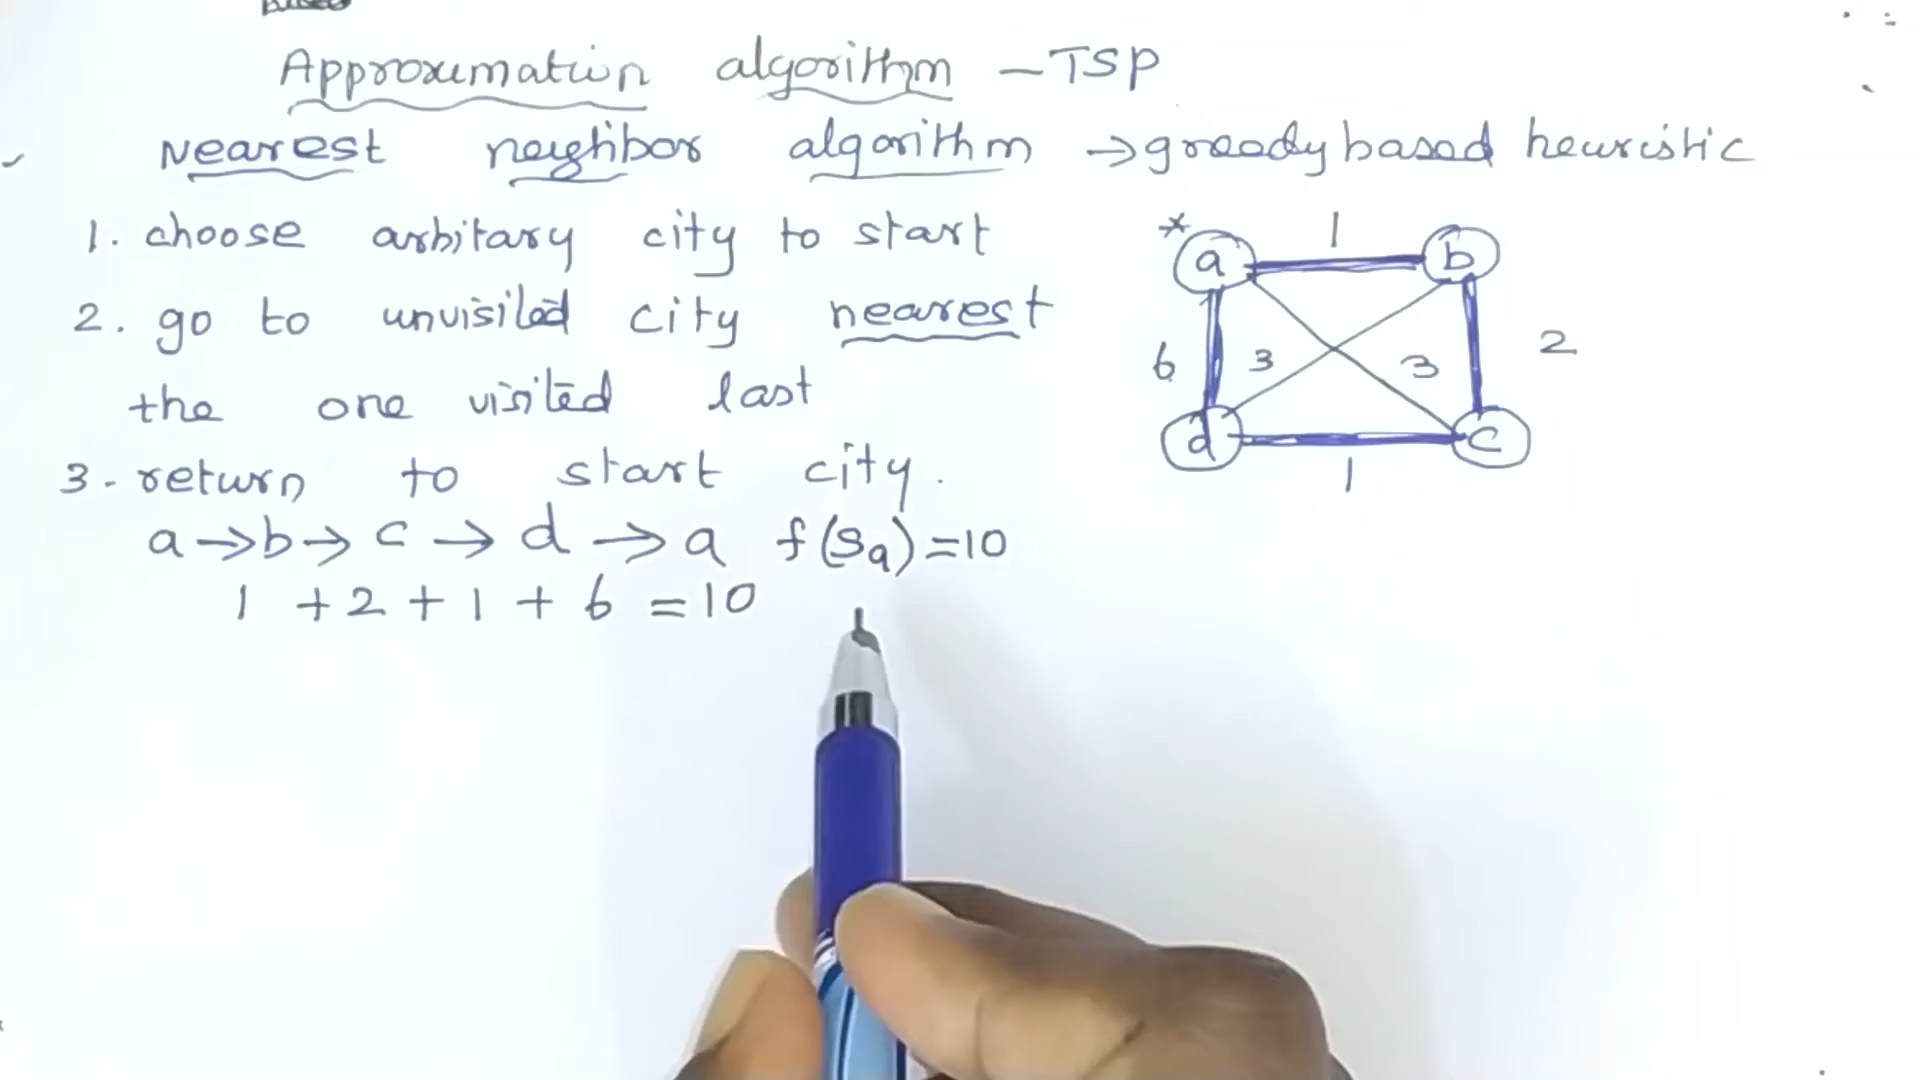 Approximation algorithm - TSP
Nearest neighbor algorithm → greedy based heuristic
1. choose arbitary city to start
2. go to unvisited city nearest
the one visited last
3 - return to start city.
a → b → c → d → a f(Sa) = 10
1 + 2 + 1 + 6 = 10
* a 1 b
6 3 3 2
d 1 c